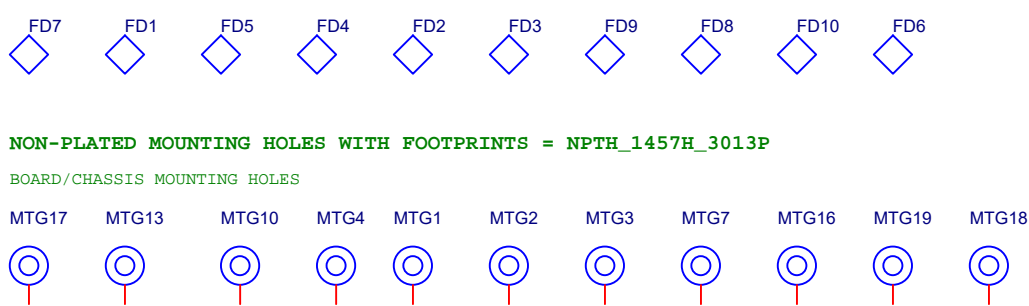 FD7 FD1 FD5 FD4 FD2 FD3 FD9 FD8 FD10 FD6
NON-PLATED MOUNTING HOLES WITH FOOTPRINTS = NPTH_1457H_3013P
BOARD/CHASSIS MOUNTING HOLES
MTG17 MTG13 MTG10 MTG4 MTG1 MTG2 MTG3 MTG7 MTG16 MTG19 MTG18